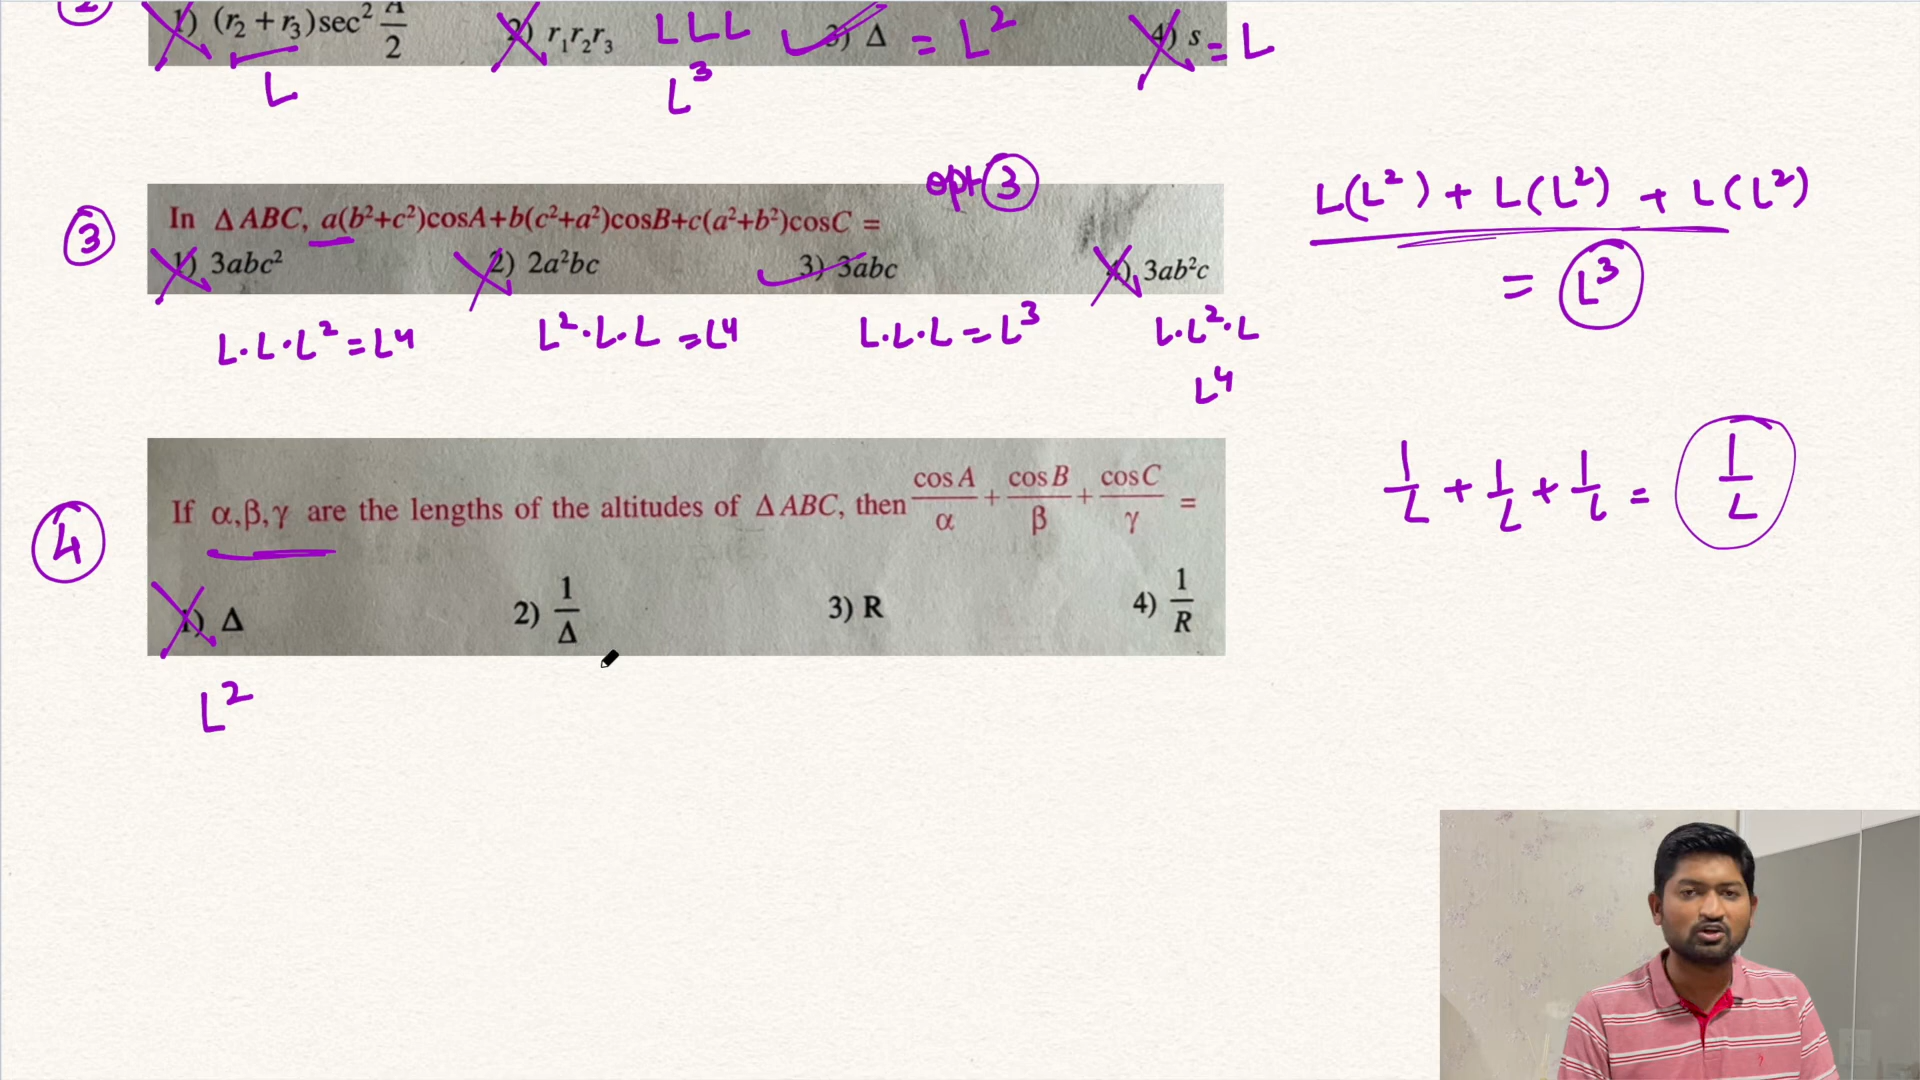 ②
1) (r₂ + r₃)sec² A/2 2) r₁r₂r₃ L L L 3) Δ = L² 4) s = L
L L³
opt ③
③ In ΔABC, a(b²+c²)cosA+b(c²+a²)cosB+c(a²+b²)cosC =
1) 3abc² 2) 2a²bc 3) 3abc 4) 3ab²c
L.L.L² = L⁴ L².L.L = L⁴ L.L.L = L³ L.L².L
L⁴
L(L²) + L(L²) + L(L²)
= L³
④ If α,β,γ are the lengths of the altitudes of ΔABC, then cosA/α + cosB/β + cosC/γ =
1) Δ 2) 1/Δ 3) R 4) 1/R
L²
1/L + 1/L + 1/L = 1/L